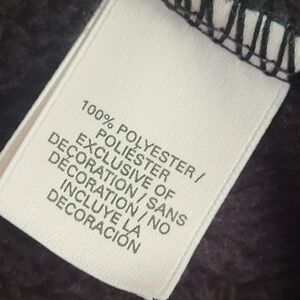 100% POLYESTER /
POLIÉSTER
EXCLUSIVE OF
DECORATION / SANS
DÉCORATION / NO
INCLUYE LA
DECORACIÓN